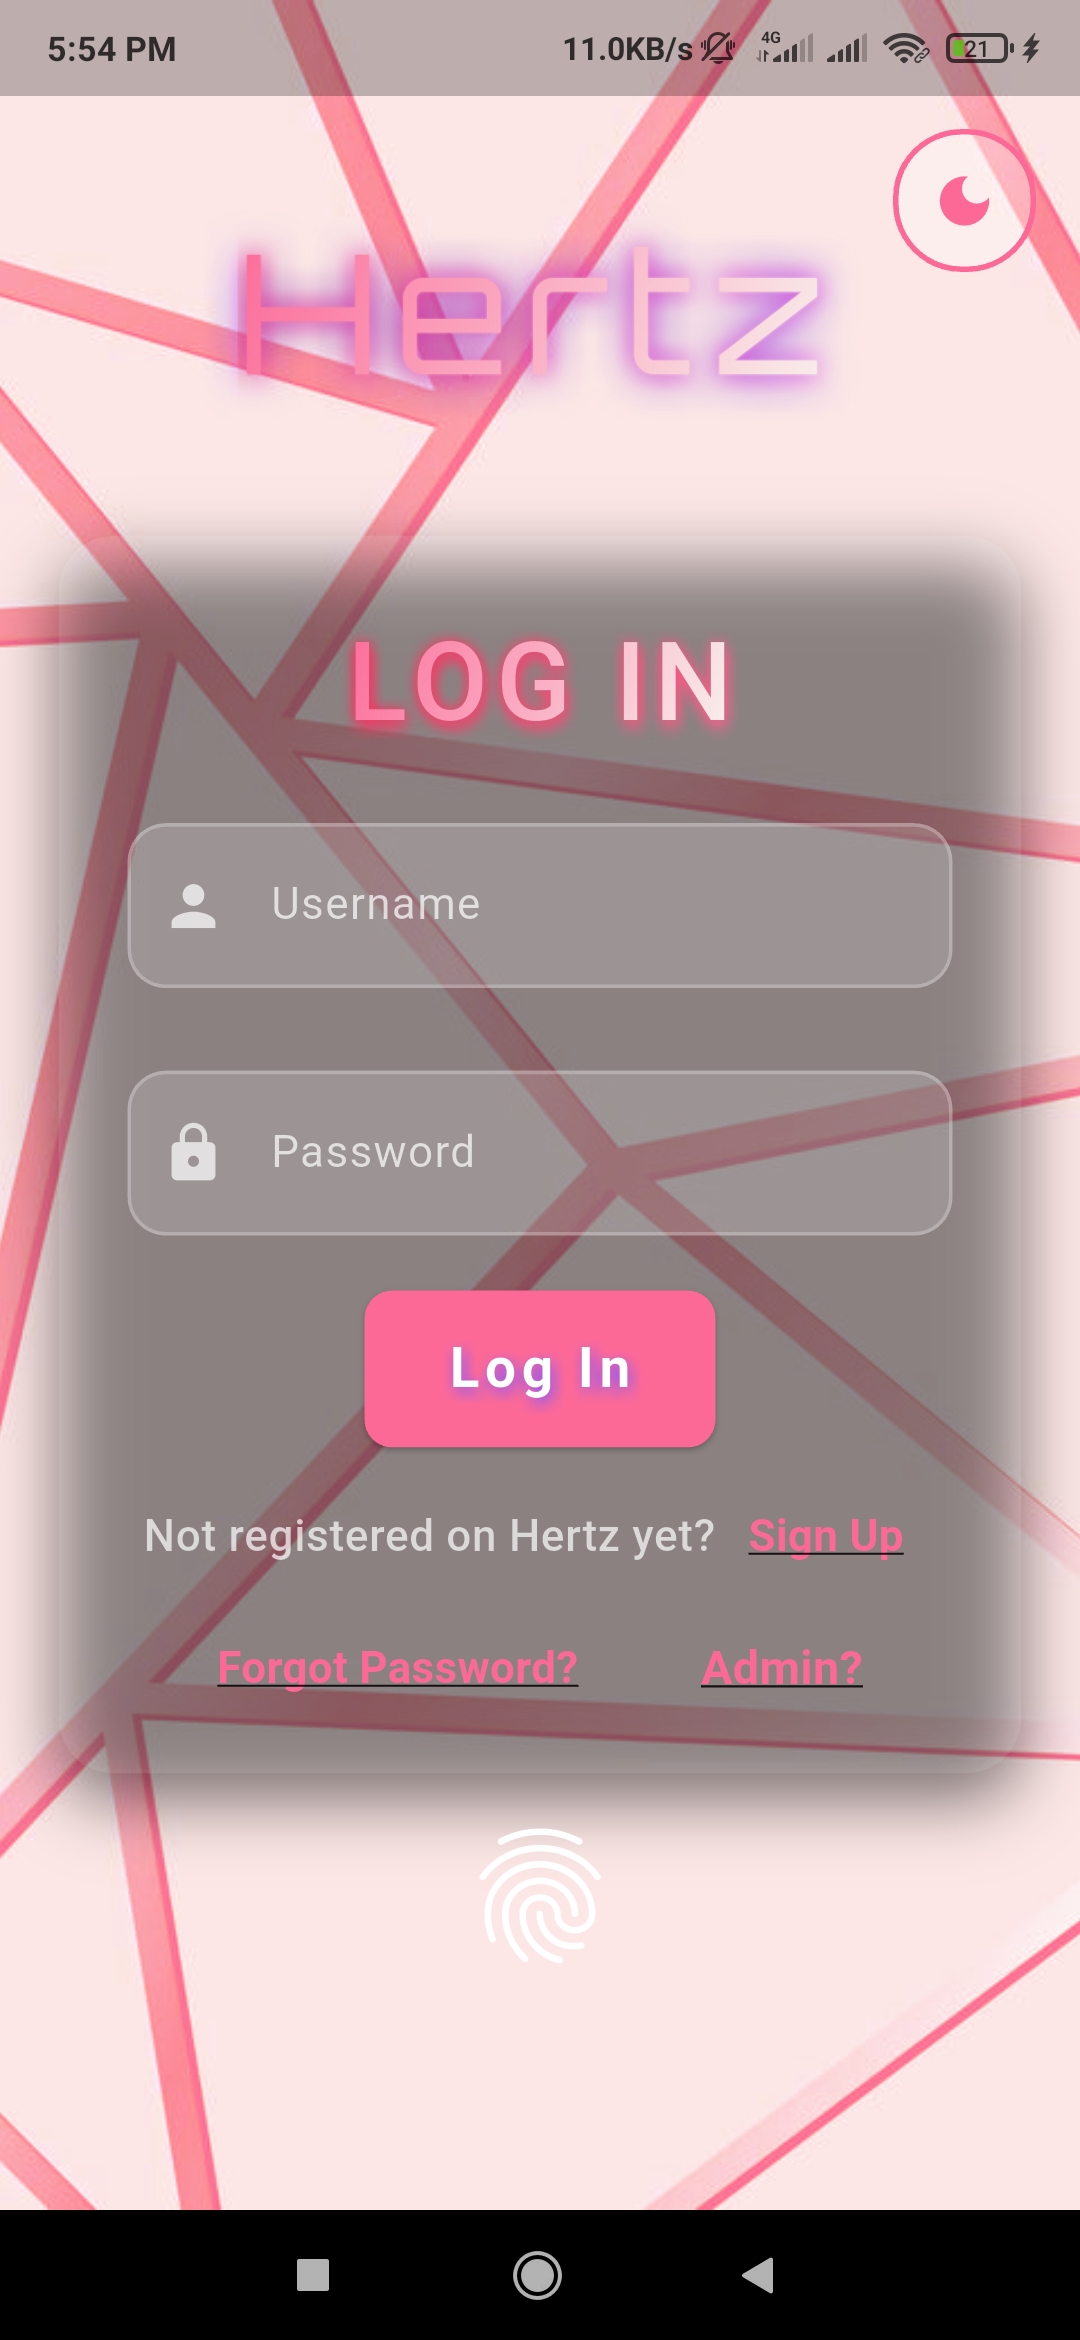 5:54 PM 11.0KB/s 4G 21
Hertz
LOG IN
Username
Password
Log In
Not registered on Hertz yet? Sign Up
Forgot Password? Admin?